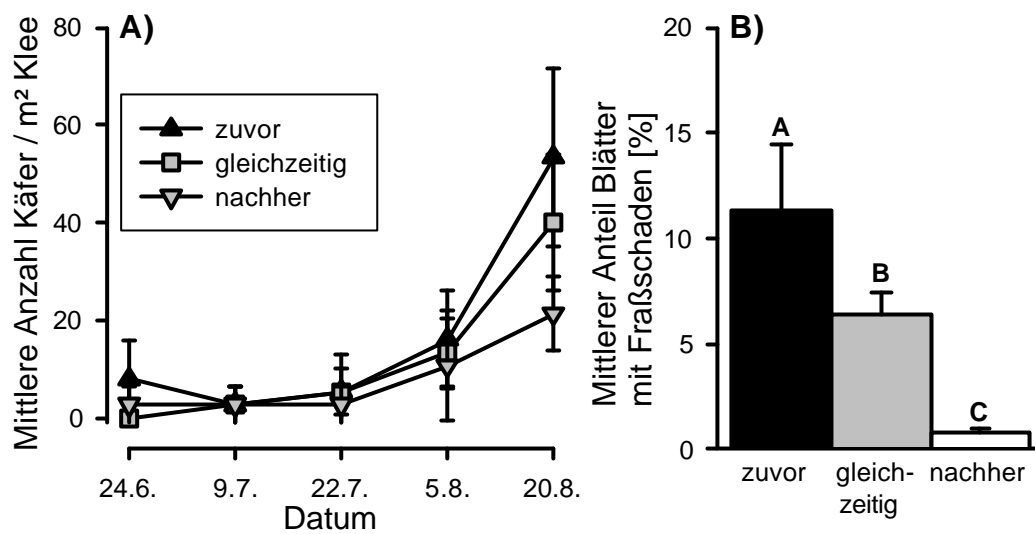 A)
Mittlere Anzahl Käfer / m² Klee
80
60
40
20
0
zuvor
gleichzeitig
nachher
24.6.
9.7.
22.7.
5.8.
20.8.
Datum
B)
Mittlerer Anteil Blätter
mit Fraßschaden [%]
20
15
10
5
0
A
B
C
zuvor
gleich-
zeitig
nachher